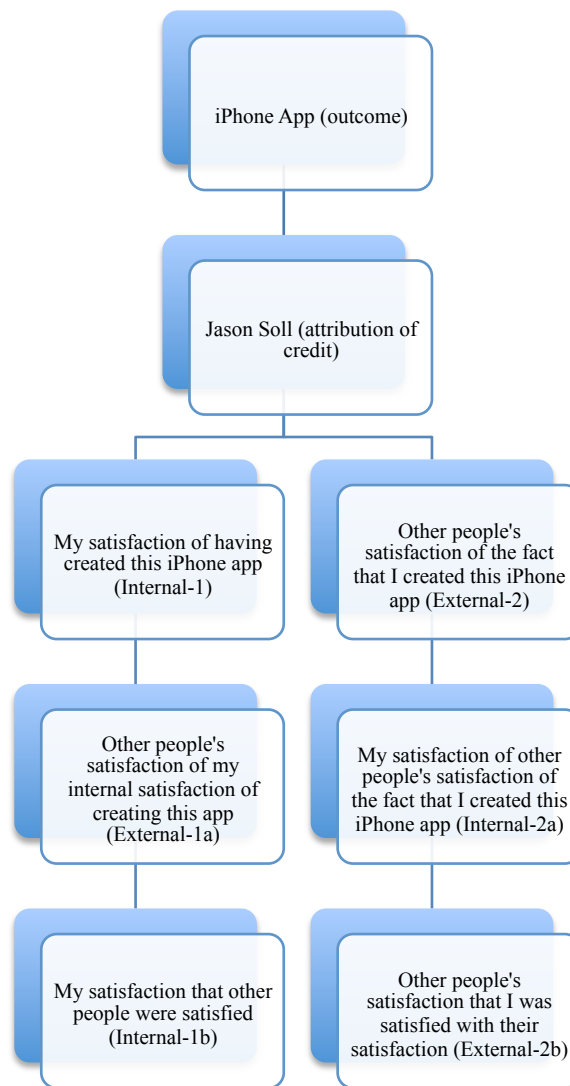 iPhone App (outcome)
Jason Soll (attribution of
credit)
My satisfaction of having
created this iPhone app
(Internal-1)
Other people's
satisfaction of the fact
that I created this iPhone
app (External-2)
Other people's
satisfaction of my
internal satisfaction of
creating this app
(External-1a)
My satisfaction of other
people's satisfaction of
the fact that I created this
iPhone app (Internal-2a)
My satisfaction that other
people were satisfied
(Internal-1b)
Other people's
satisfaction that I was
satisfied with their
satisfaction (External-2b)